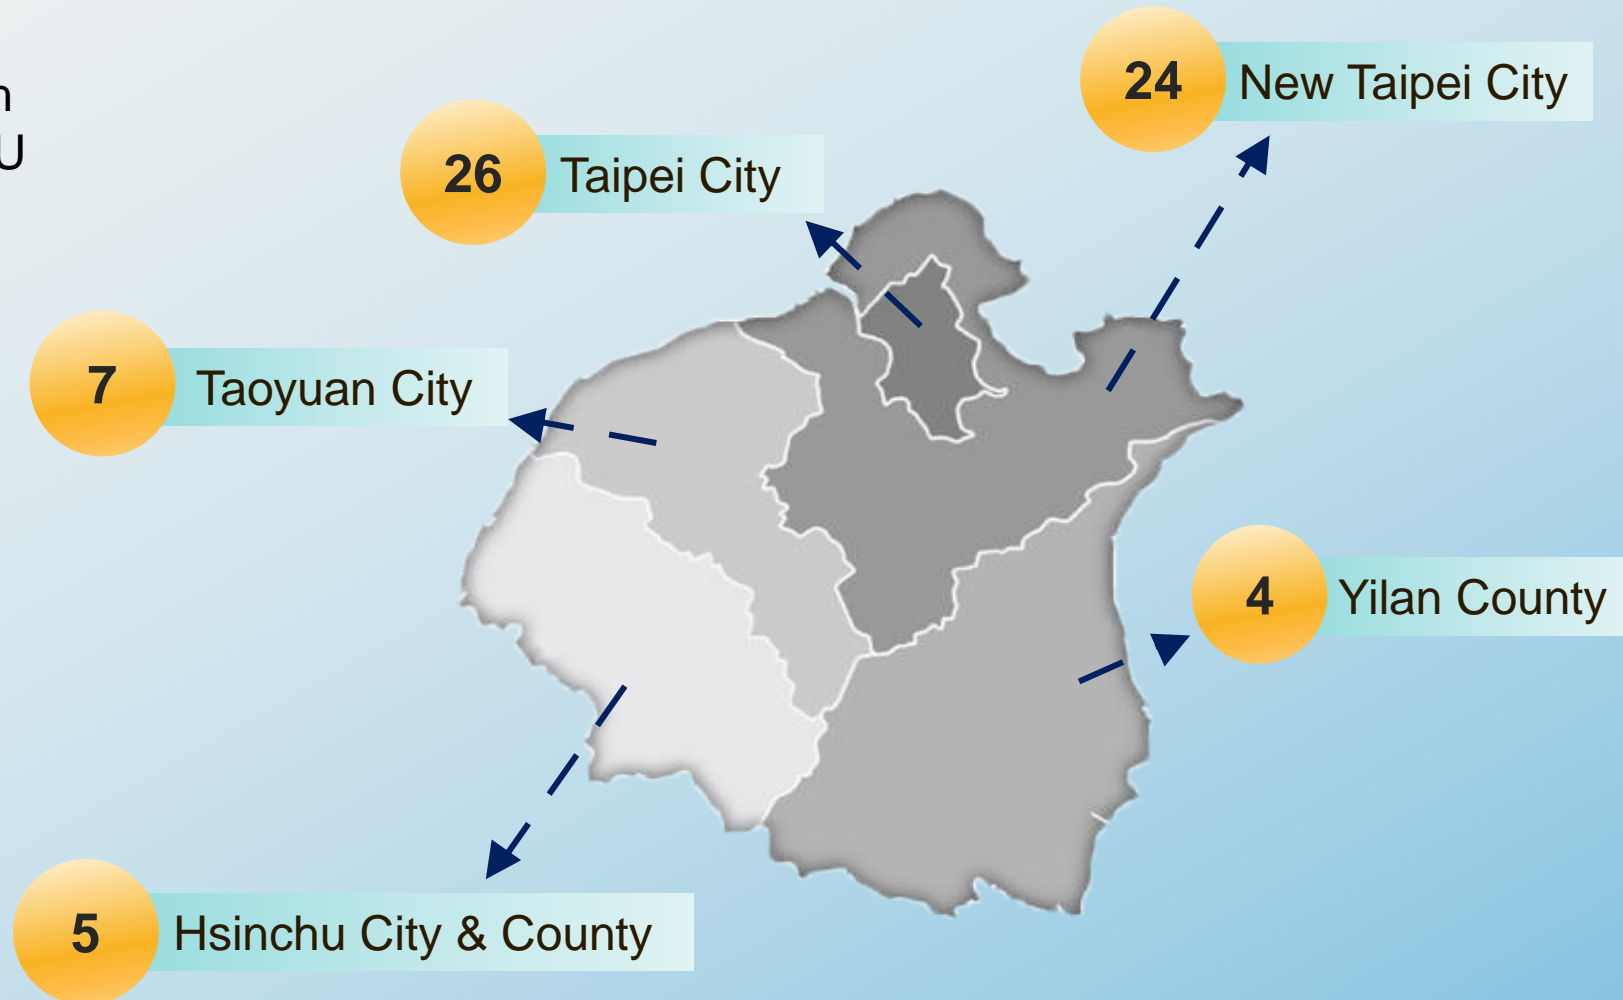 24
New Taipei City
26
Taipei City
7
Taoyuan City
4
Yilan County
5
Hsinchu City & County